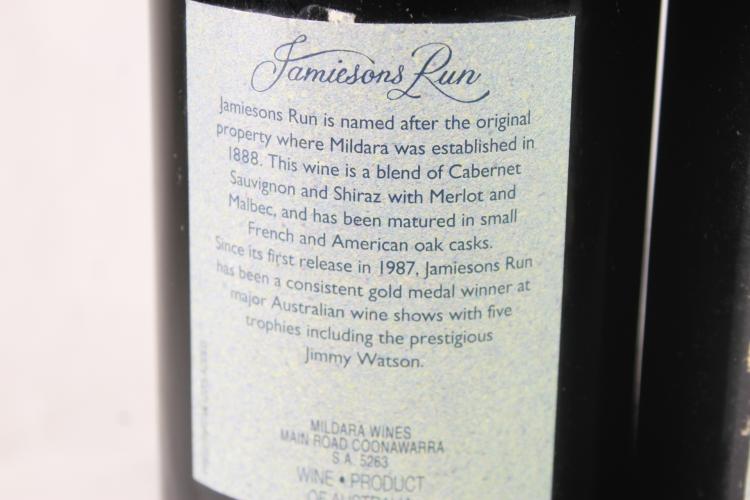 Jamiesons Run
Jamiesons Run is named after the original
property where Mildara was established in
1888. This wine is a blend of Cabernet
Sauvignon and Shiraz with Merlot and
Malbec, and has been matured in small
French and American oak casks.
Since its first release in 1987, Jamiesons Run
has been a consistent gold medal winner at
major Australian wine shows with five
trophies including the prestigious
Jimmy Watson.
MILDARA WINES
MAIN ROAD COONAWARRA
S.A. 5263
WINE • PRODUCT
OF AUSTRALIA